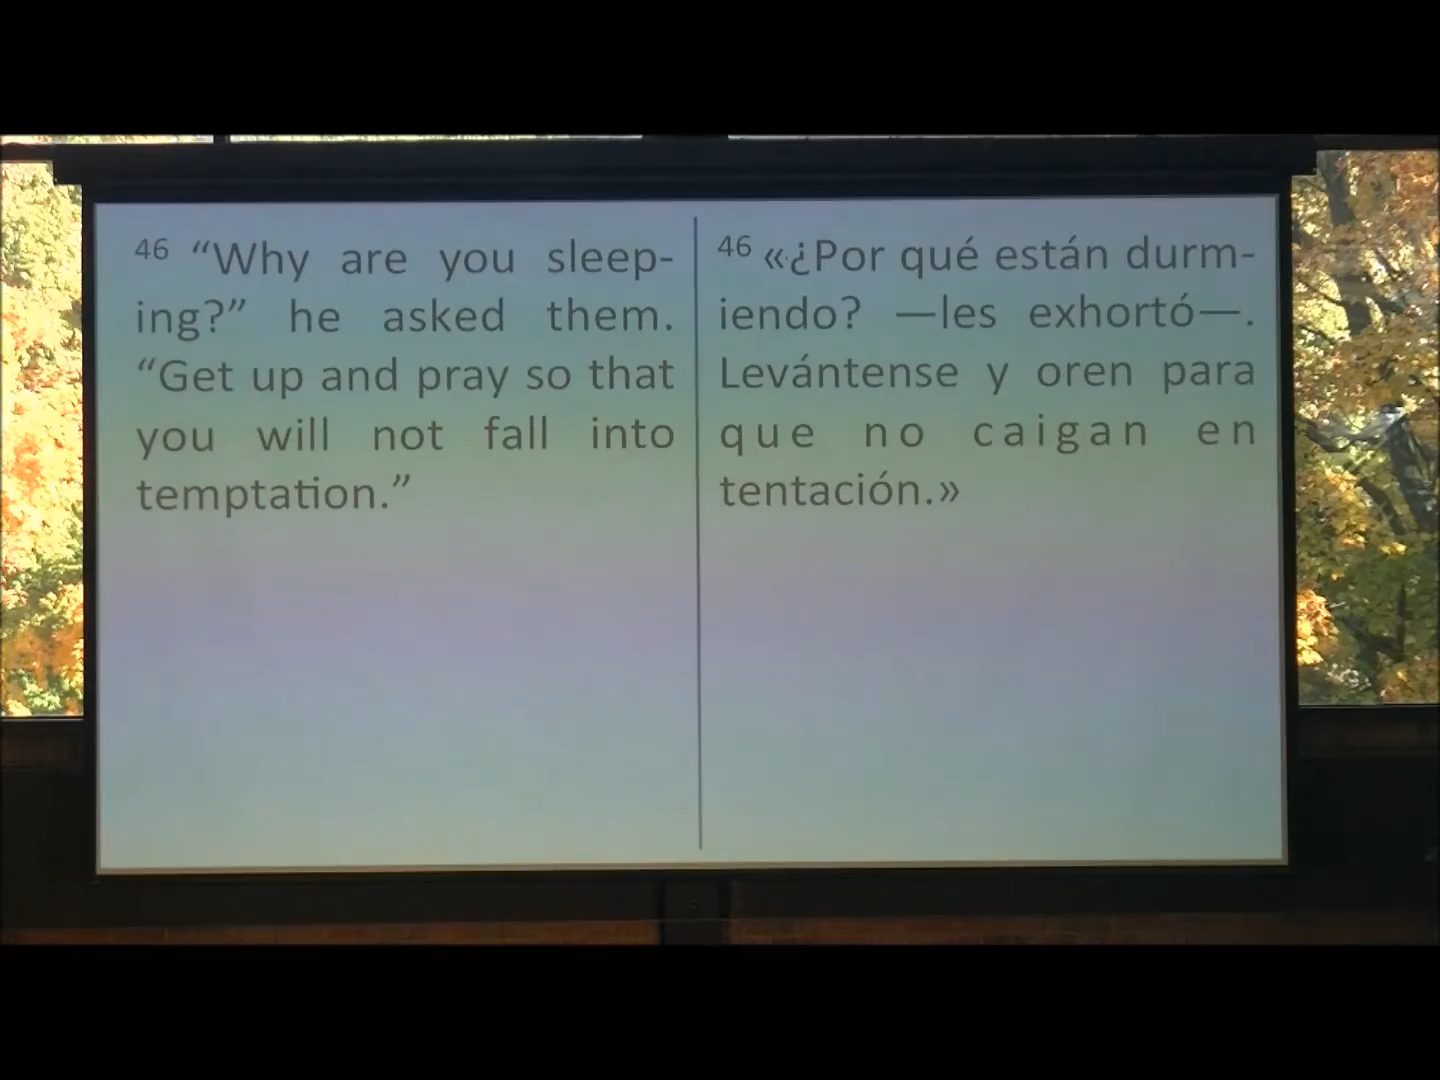 46 “Why are you sleep-
ing?” he asked them.
“Get up and pray so that
you will not fall into
temptation.”
46 «¿Por qué están durm-
iendo? —les exhortó—.
Levántense y oren para
que no caigan en
tentación.»